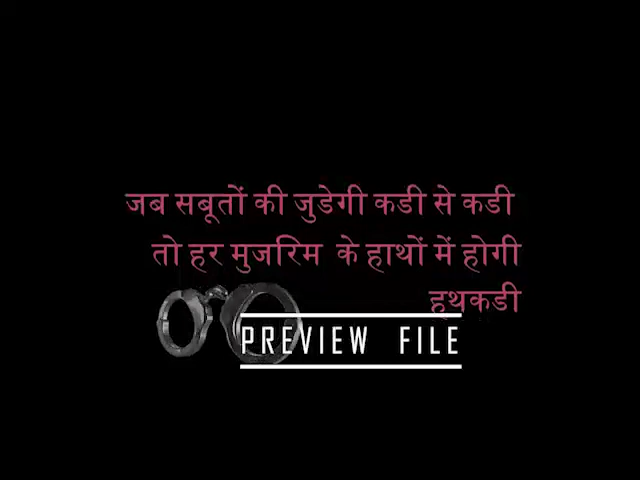 जब सबूतों की जुडेगी कडी से कडी
तो हर मुजरिम के हाथों में होगी
हथकडी
PREVIEW FILE